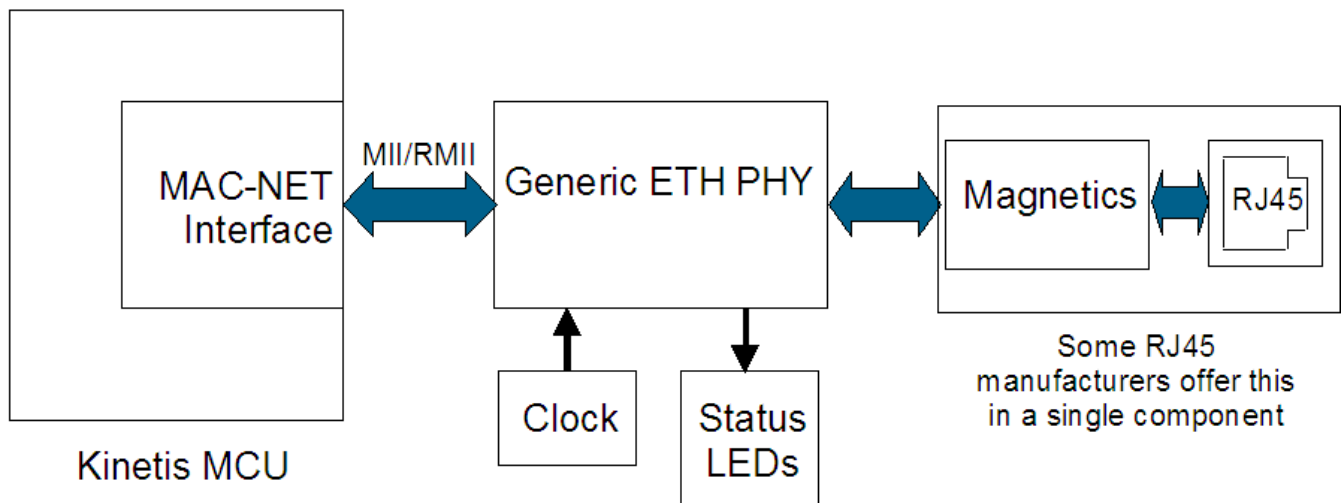 MAC-NET
Interface
Kinetis MCU
MII/RMII
Generic ETH PHY
Clock
Status
LEDs
Magnetics
RJ45
Some RJ45
manufacturers offer this
in a single component